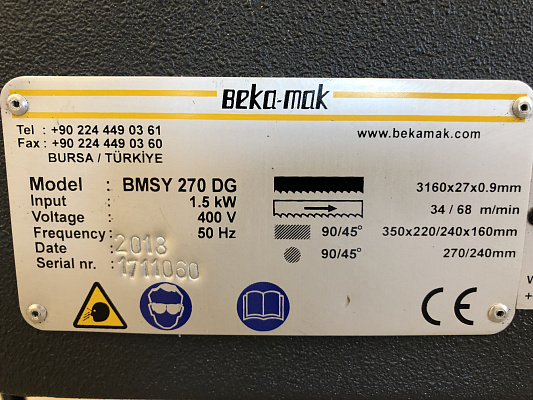 Beka-mak
Tel : +90 224 449 03 61
Fax : +90 224 449 03 60
BURSA / TÜRKİYE
www.bekamak.com
Model : BMSY 270 DG
Input : 1.5 kW
Voltage : 400 V
Frequency : 50 Hz
Date : 2018
Serial nr. : 1711060
3160x27x0.9mm
34 / 68 m/min
90/45° 350x220/240x160mm
90/45° 270/240mm
CE